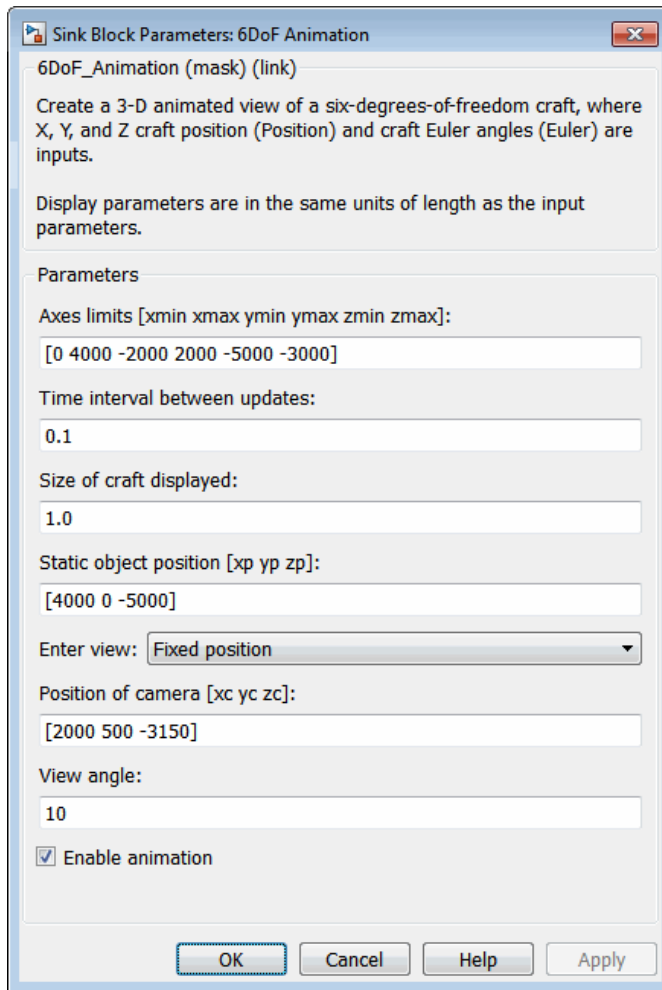 Sink Block Parameters: 6DoF Animation
6DoF_Animation (mask) (link)
Create a 3-D animated view of a six-degrees-of-freedom craft, where
X, Y, and Z craft position (Position) and craft Euler angles (Euler) are
inputs.
Display parameters are in the same units of length as the input
parameters.
Parameters
Axes limits [xmin xmax ymin ymax zmin zmax]:
[0 4000 -2000 2000 -5000 -3000]
Time interval between updates:
0.1
Size of craft displayed:
1.0
Static object position [xp yp zp]:
[4000 0 -5000]
Enter view: Fixed position
Position of camera [xc yc zc]:
[2000 500 -3150]
View angle:
10
Enable animation
OK Cancel Help Apply